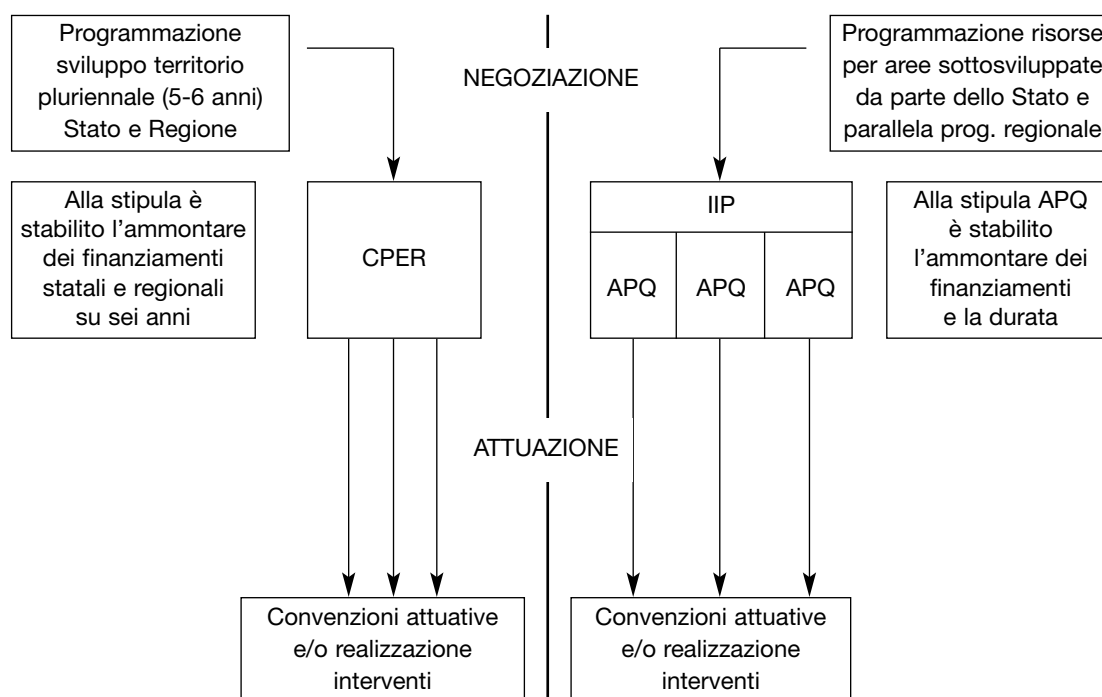 Programmazione
sviluppo territorio
pluriennale (5-6 anni)
Stato e Regione
NEGOZIAZIONE
Programmazione risorse
per aree sottosviluppate
da parte dello Stato e
parallela prog. regionale
Alla stipula è
stabilito l'ammontare
dei finanziamenti
statali e regionali
su sei anni
CPER
IIP
APQ
APQ
APQ
Alla stipula APQ
è stabilito
l'ammontare dei
finanziamenti
e la durata
ATTUAZIONE
Convenzioni attuative
e/o realizzazione
interventi
Convenzioni attuative
e/o realizzazione
interventi